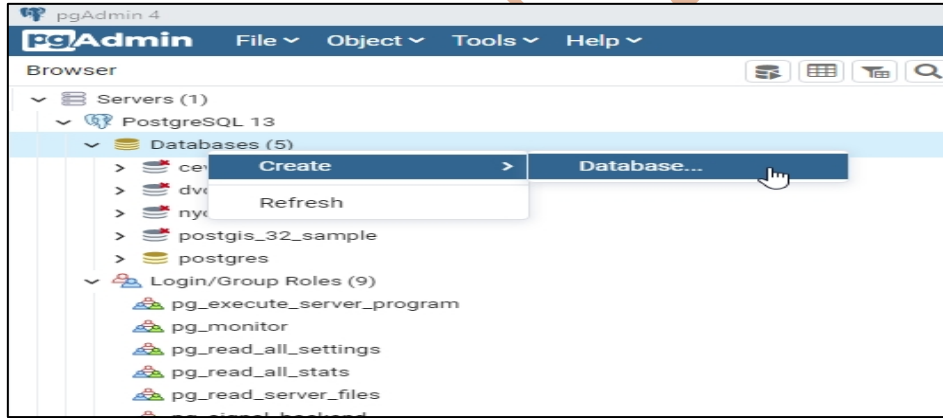 pgAdmin 4
pgAdmin File Object Tools Help
Browser
Servers (1)
PostgreSQL 13
Databases (5)
Create Database...
Refresh
postgis_32_sample
postgres
Login/Group Roles (9)
pg_execute_server_program
pg_monitor
pg_read_all_settings
pg_read_all_stats
pg_read_server_files